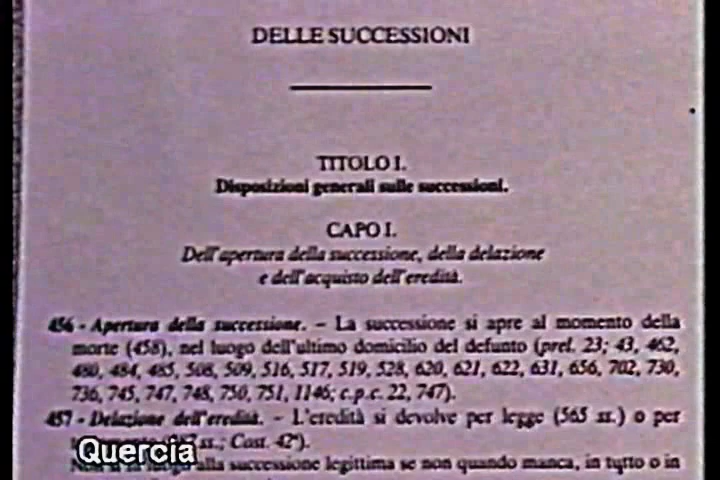 DELLE SUCCESSIONI
TITOLO I.
Disposizioni generali sulle successioni.
CAPO I.
Dell'apertura della successione, della delazione
e dell'acquisto dell'eredità.
456 - Apertura della successione. – La successione si apre al momento della
morte (458), nel luogo dell'ultimo domicilio del defunto (prel. 23; 43, 462,
480, 484, 485, 508, 509, 516, 517, 519, 528, 620, 621, 622, 631, 656, 702, 730,
736, 745, 747, 748, 750, 751, 1146; c.p.c. 22, 747).
457 - Delazione dell'eredità. – L'eredità si devolve per legge (565 ss.) o per
ss.; Cost. 42⁴).
Quercia
alla successione legittima se non quando manca, in tutto o in